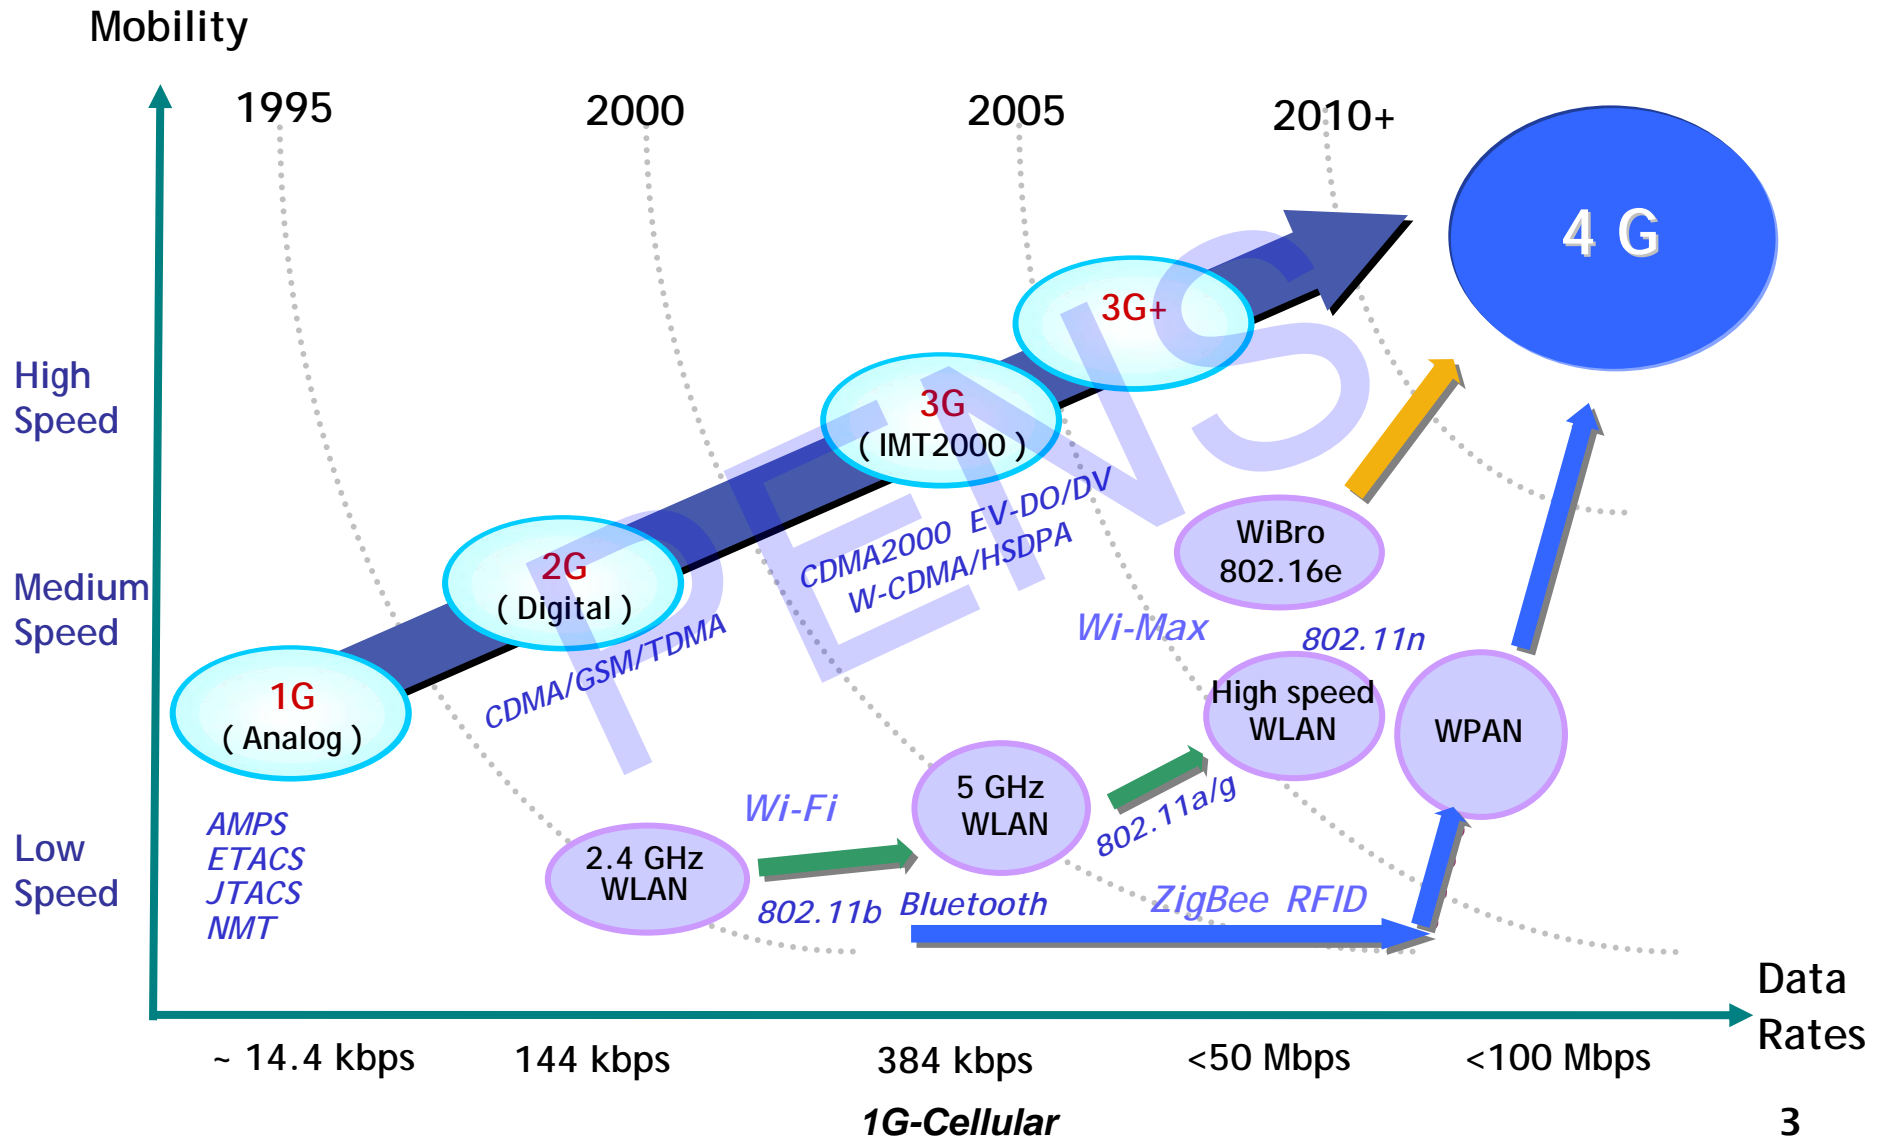 Mobility
1995
2000
2005
2010+
4 G
3G+
High
Speed
3G
( IMT2000 )
CDMA2000 EV-DO/DV
W-CDMA/HSDPA
WiBro
802.16e
Medium
Speed
2G
( Digital )
CDMA/GSM/TDMA
Wi-Max
802.11n
1G
( Analog )
High speed
WLAN
WPAN
AMPS
ETACS
JTACS
NMT
Low
Speed
Wi-Fi
5 GHz
WLAN
802.11a/g
2.4 GHz
WLAN
802.11b
Bluetooth
ZigBee RFID
PENS
Data
Rates
~ 14.4 kbps
144 kbps
384 kbps
<50 Mbps
<100 Mbps
1G-Cellular
3